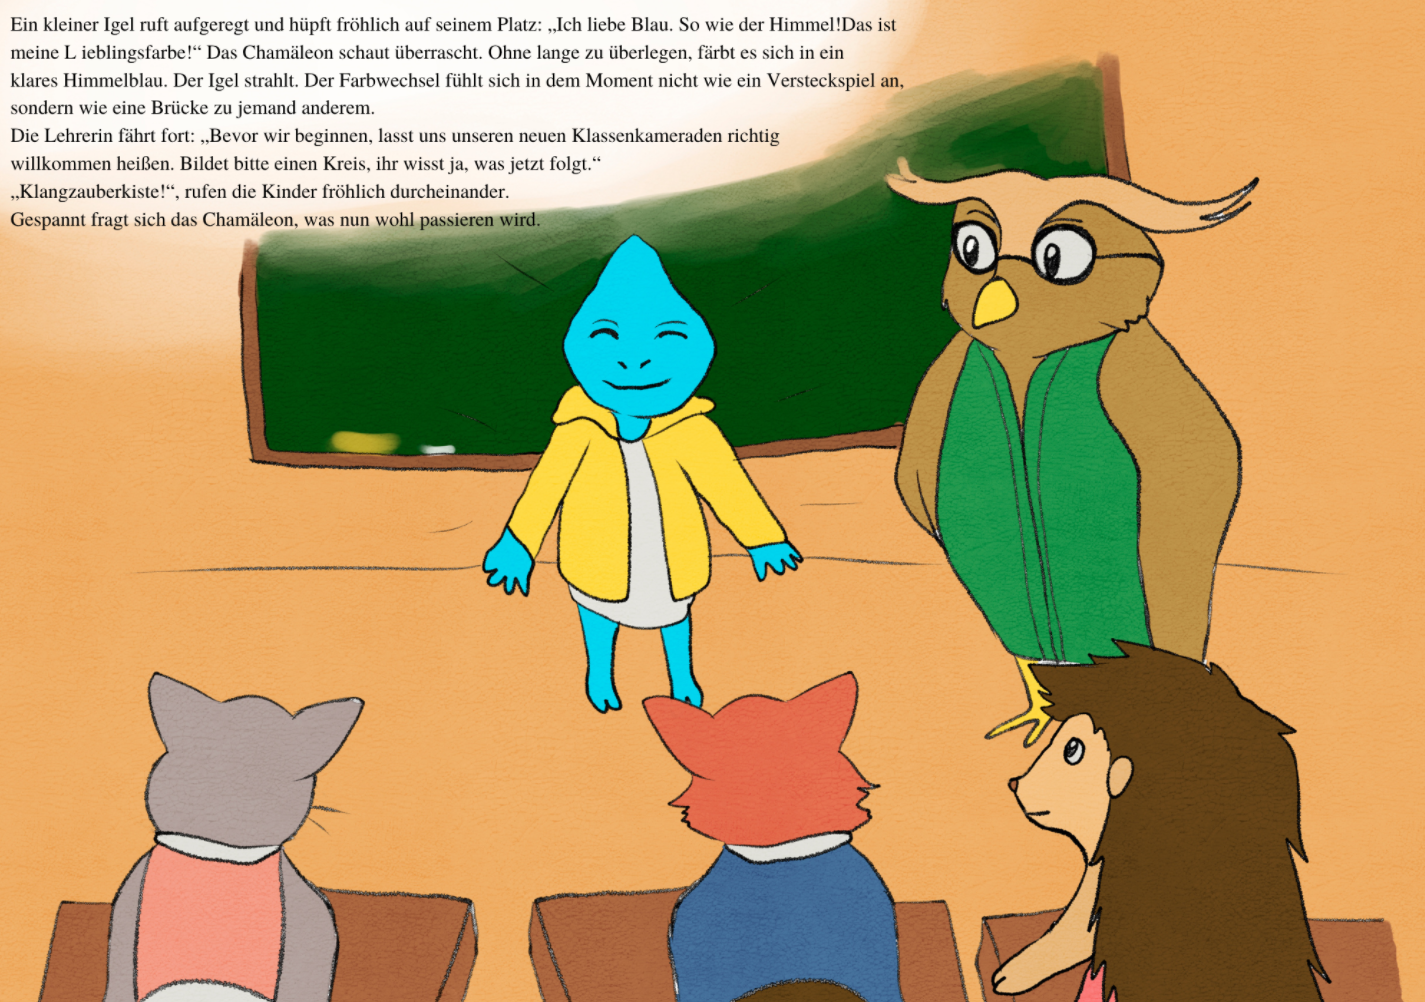 Ein kleiner Igel ruft aufgeregt und hüpft fröhlich auf seinem Platz: „Ich liebe Blau. So wie der Himmel!Das ist
meine L ieblingsfarbe!“ Das Chamäleon schaut überrascht. Ohne lange zu überlegen, färbt es sich in ein
klares Himmelblau. Der Igel strahlt. Der Farbwechsel fühlt sich in dem Moment nicht wie ein Versteckspiel an,
sondern wie eine Brücke zu jemand anderem.
Die Lehrerin fährt fort: „Bevor wir beginnen, lasst uns unseren neuen Klassenkameraden richtig
willkommen heißen. Bildet bitte einen Kreis, ihr wisst ja, was jetzt folgt.“
„Klangzauberkiste!“, rufen die Kinder fröhlich durcheinander.
Gespannt fragt sich das Chamäleon, was nun wohl passieren wird.